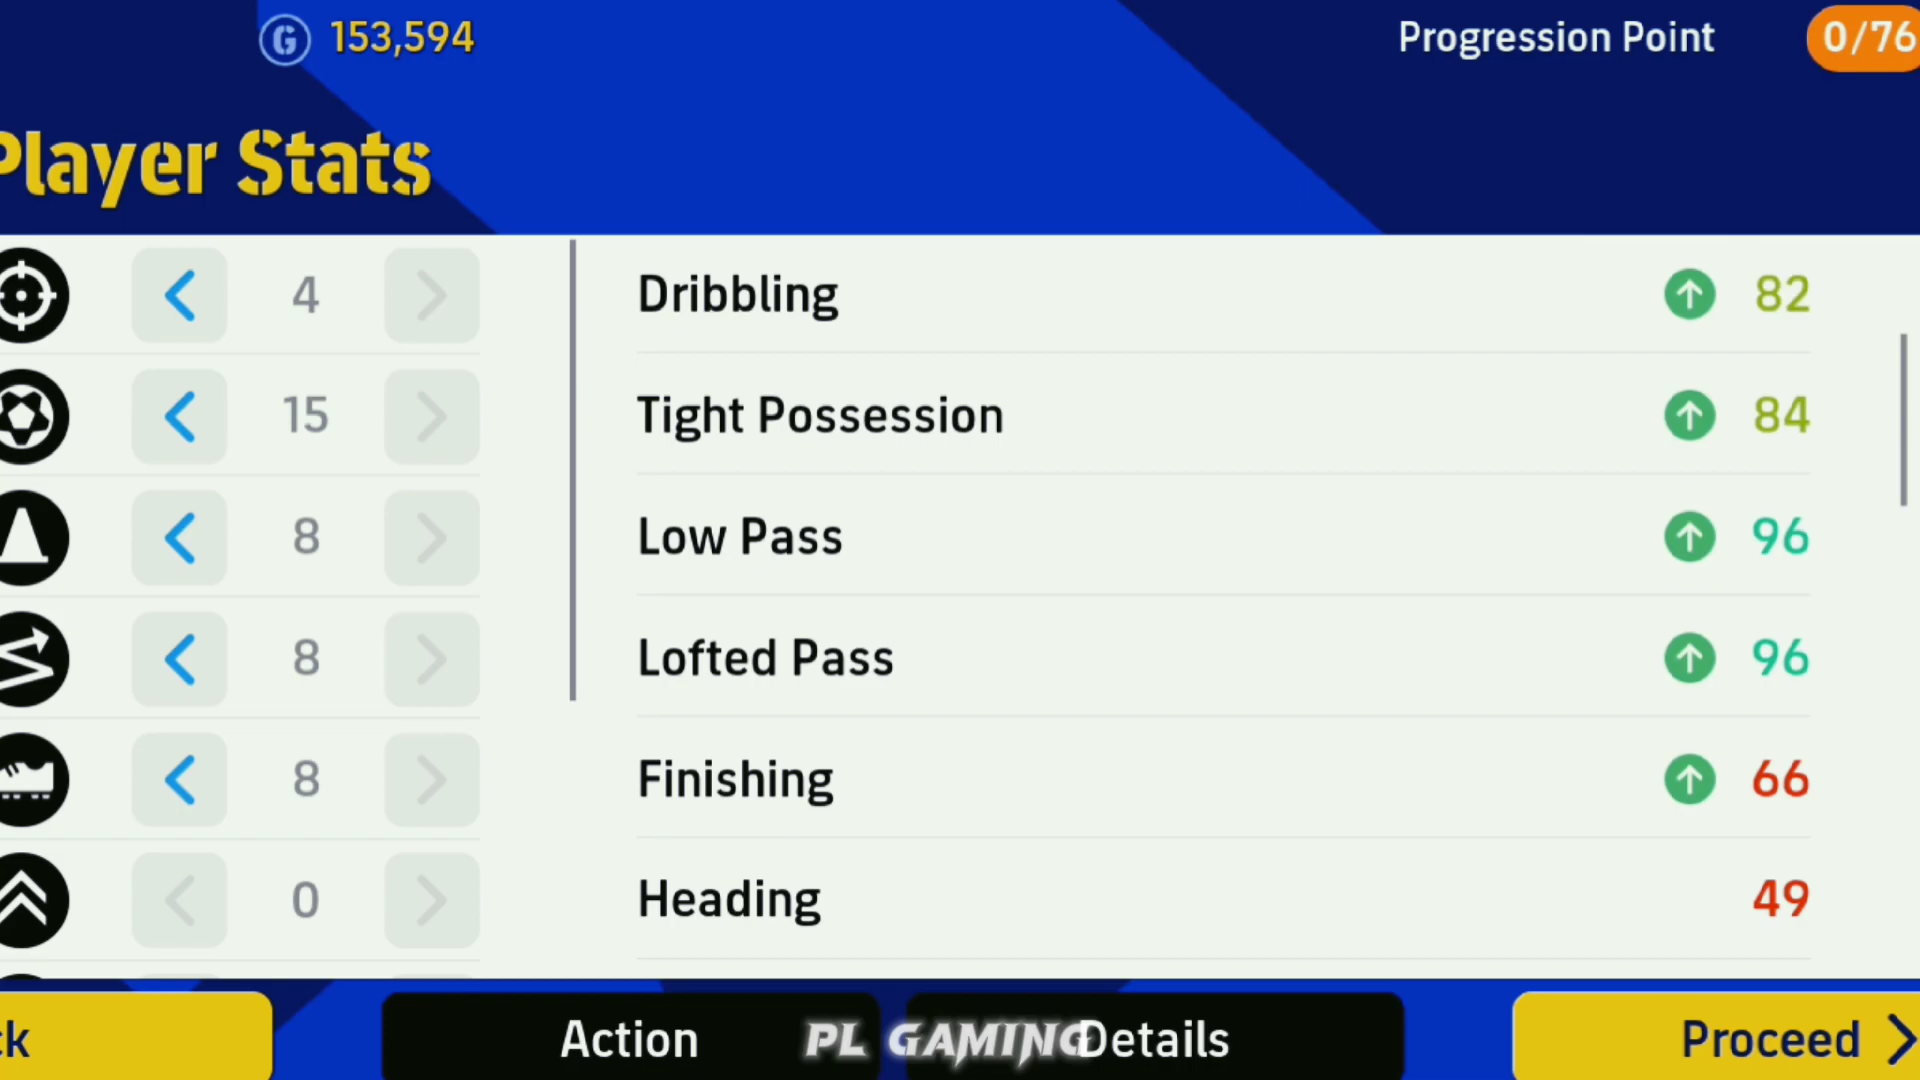 G 153,594
Progression Point 0/76
Player Stats
4
Dribbling 82
15
Tight Possession 84
8
Low Pass 96
8
Lofted Pass 96
8
Finishing 66
0
Heading 49
ck
Action
PL GAMING
Details
Proceed